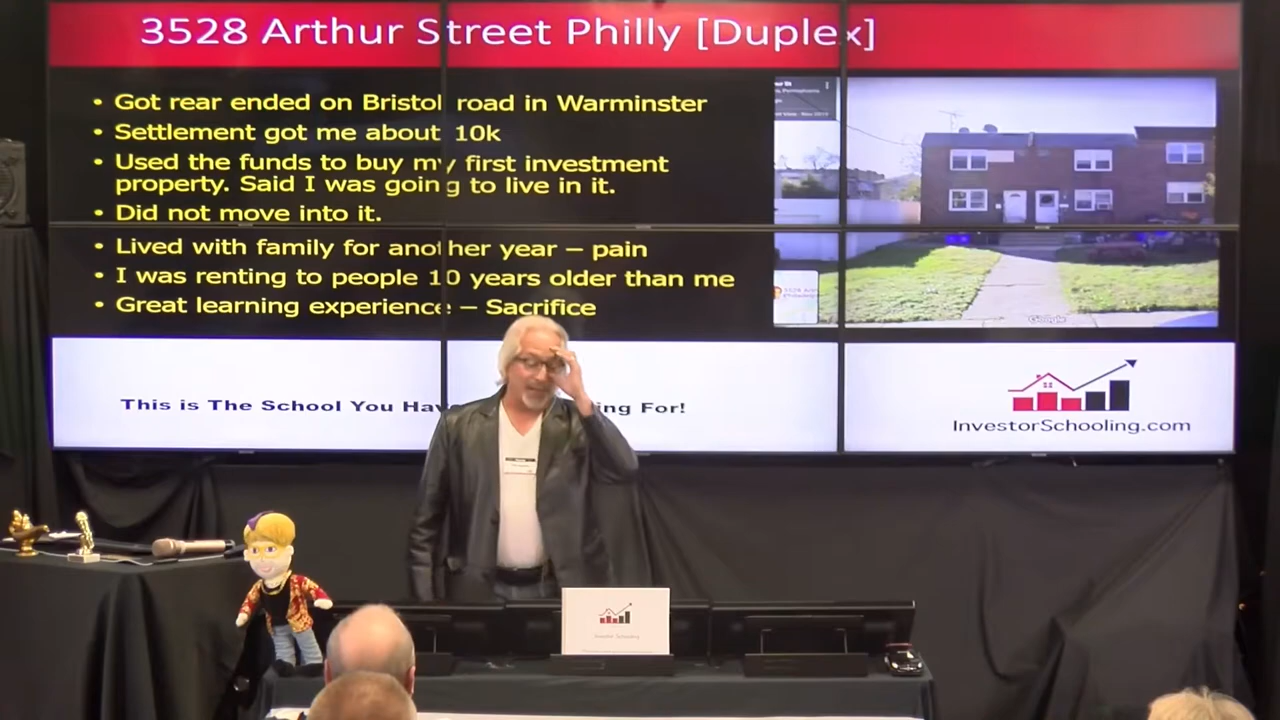 3528 Arthur Street Philly [Duplex]
• Got rear ended on Bristol road in Warminster
• Settlement got me about 10k
• Used the funds to buy my first investment
property. Said I was going to live in it.
• Did not move into it.
• Lived with family for another year – pain
• I was renting to people 10 years older than me
• Great learning experience – Sacrifice
Google
This is The School You Hav
ing For!
InvestorSchooling.com
Investor Schooling